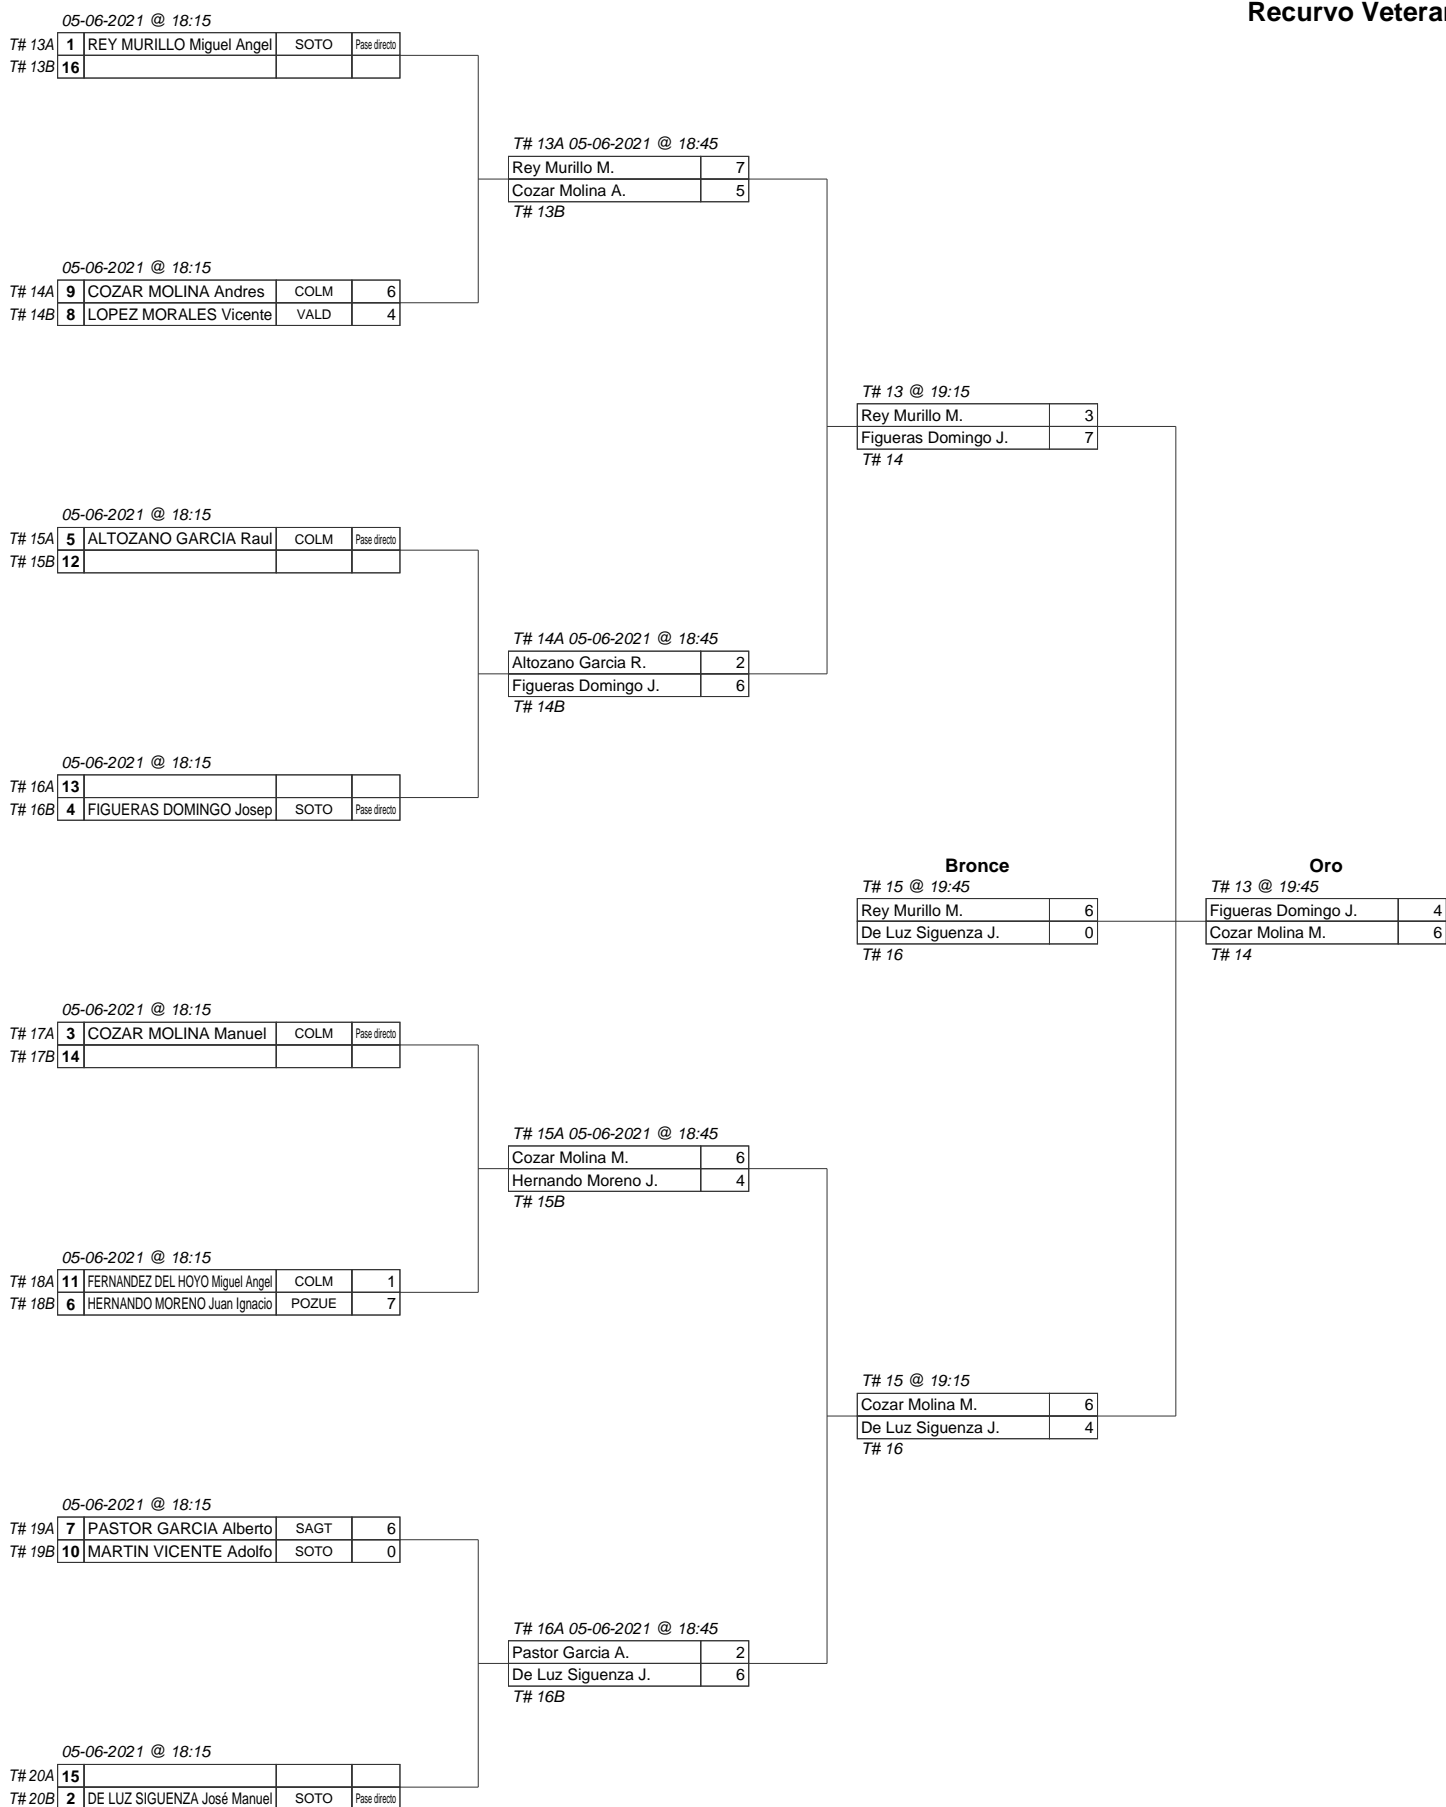 Recurvo Vetera
05-06-2021 @ 18:15
T# 13A 1 REY MURILLO Miguel Angel SOTO Pase directo
T# 13B 16
T# 13A 05-06-2021 @ 18:45
Rey Murillo M. 7
Cozar Molina A. 5
T# 13B
05-06-2021 @ 18:15
T# 14A 9 COZAR MOLINA Andres COLM 6
T# 14B 8 LOPEZ MORALES Vicente VALD 4
T# 13 @ 19:15
Rey Murillo M. 3
Figueras Domingo J. 7
T# 14
05-06-2021 @ 18:15
T# 15A 5 ALTOZANO GARCIA Raul COLM Pase directo
T# 15B 12
T# 14A 05-06-2021 @ 18:45
Altozano Garcia R. 2
Figueras Domingo J. 6
T# 14B
05-06-2021 @ 18:15
T# 16A 13
T# 16B 4 FIGUERAS DOMINGO Josep SOTO Pase directo
Bronce
T# 15 @ 19:45
Rey Murillo M. 6
De Luz Siguenza J. 0
T# 16
Oro
T# 13 @ 19:45
Figueras Domingo J. 4
Cozar Molina M. 6
T# 14
05-06-2021 @ 18:15
T# 17A 3 COZAR MOLINA Manuel COLM Pase directo
T# 17B 14
T# 15A 05-06-2021 @ 18:45
Cozar Molina M. 6
Hernando Moreno J. 4
T# 15B
05-06-2021 @ 18:15
T# 18A 11 FERNANDEZ DEL HOYO Miguel Angel COLM 1
T# 18B 6 HERNANDO MORENO Juan Ignacio POZUE 7
T# 15 @ 19:15
Cozar Molina M. 6
De Luz Siguenza J. 4
T# 16
05-06-2021 @ 18:15
T# 19A 7 PASTOR GARCIA Alberto SAGT 6
T# 19B 10 MARTIN VICENTE Adolfo SOTO 0
T# 16A 05-06-2021 @ 18:45
Pastor Garcia A. 2
De Luz Siguenza J. 6
T# 16B
05-06-2021 @ 18:15
T# 20A 15
T# 20B 2 DE LUZ SIGUENZA José Manuel SOTO Pase directo